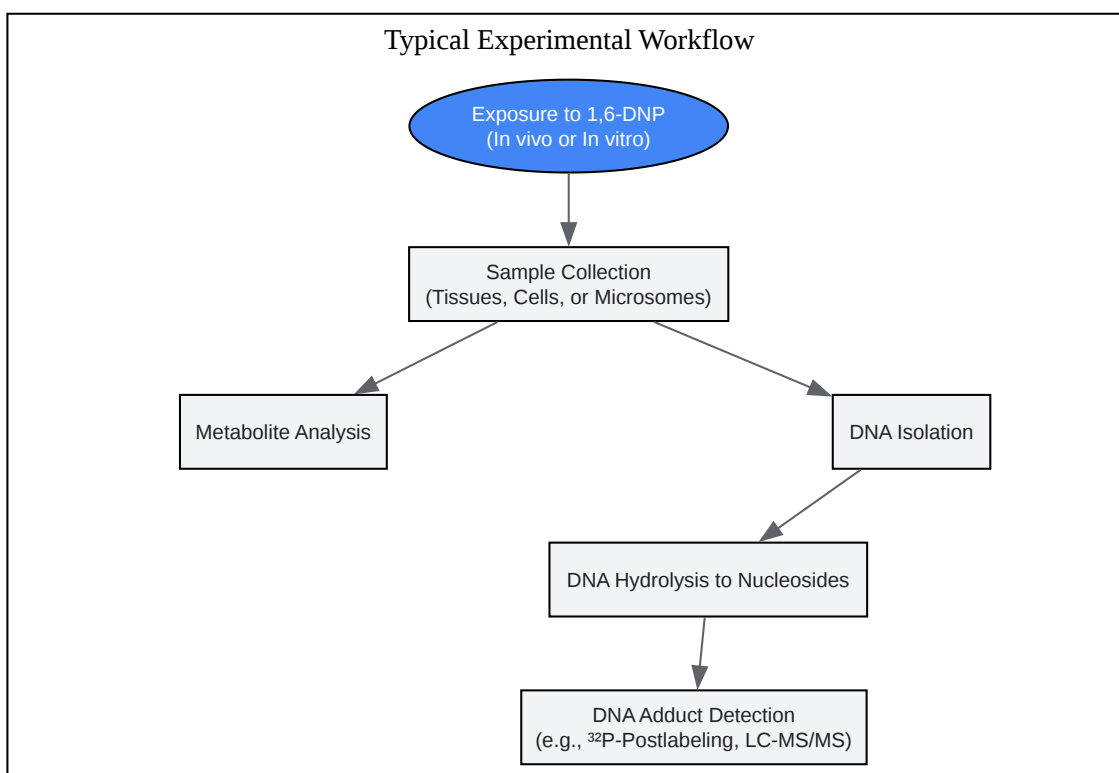 Typical Experimental Workflow
Exposure to 1,6-DNP
(In vivo or In vitro)
Sample Collection
(Tissues, Cells, or Microsomes)
Metabolite Analysis
DNA Isolation
DNA Hydrolysis to Nucleosides
DNA Adduct Detection
(e.g., ³²P-Postlabeling, LC-MS/MS)